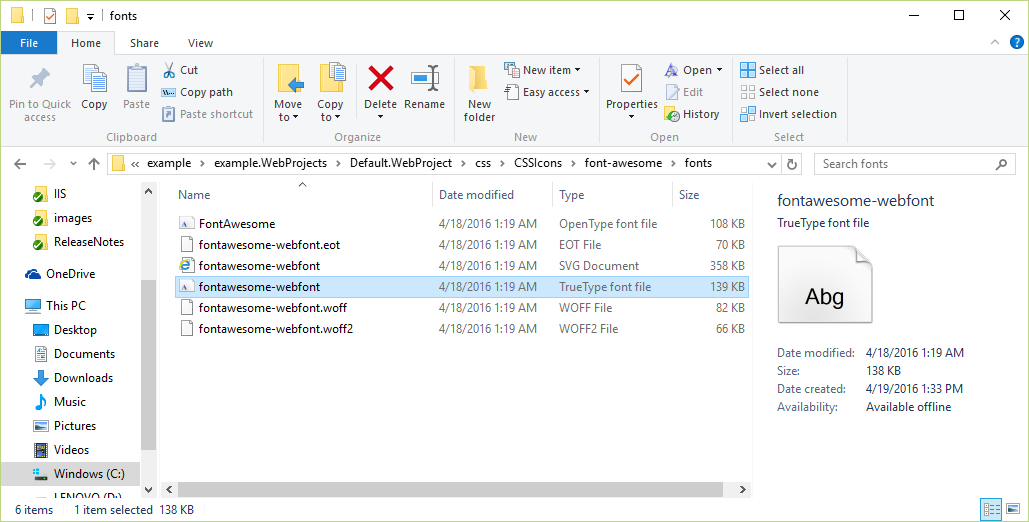 fonts
File Home Share View
Pin to Quick access
Copy
Paste
Cut
Copy path
Paste shortcut
Clipboard
Move to
Copy to
Delete
Rename
Organize
New folder
New item
Easy access
New
Properties
Open
Edit
History
Open
Select all
Select none
Invert selection
Select
« example > example.WebProjects > Default.WebProject > css > CSSIcons > font-awesome > fonts
Search fonts
IIS
images
ReleaseNotes
OneDrive
This PC
Desktop
Documents
Downloads
Music
Pictures
Videos
Windows (C:)
LENOVO (D:)
Name Date modified Type Size
FontAwesome 4/18/2016 1:19 AM OpenType font file 108 KB
fontawesome-webfont.eot 4/18/2016 1:19 AM EOT File 70 KB
fontawesome-webfont 4/18/2016 1:19 AM SVG Document 358 KB
fontawesome-webfont 4/18/2016 1:19 AM TrueType font file 139 KB
fontawesome-webfont.woff 4/18/2016 1:19 AM WOFF File 82 KB
fontawesome-webfont.woff2 4/18/2016 1:19 AM WOFF2 File 66 KB
fontawesome-webfont
TrueType font file
Abg
Date modified: 4/18/2016 1:19 AM
Size: 138 KB
Date created: 4/19/2016 1:33 PM
Availability: Available offline
6 items 1 item selected 138 KB